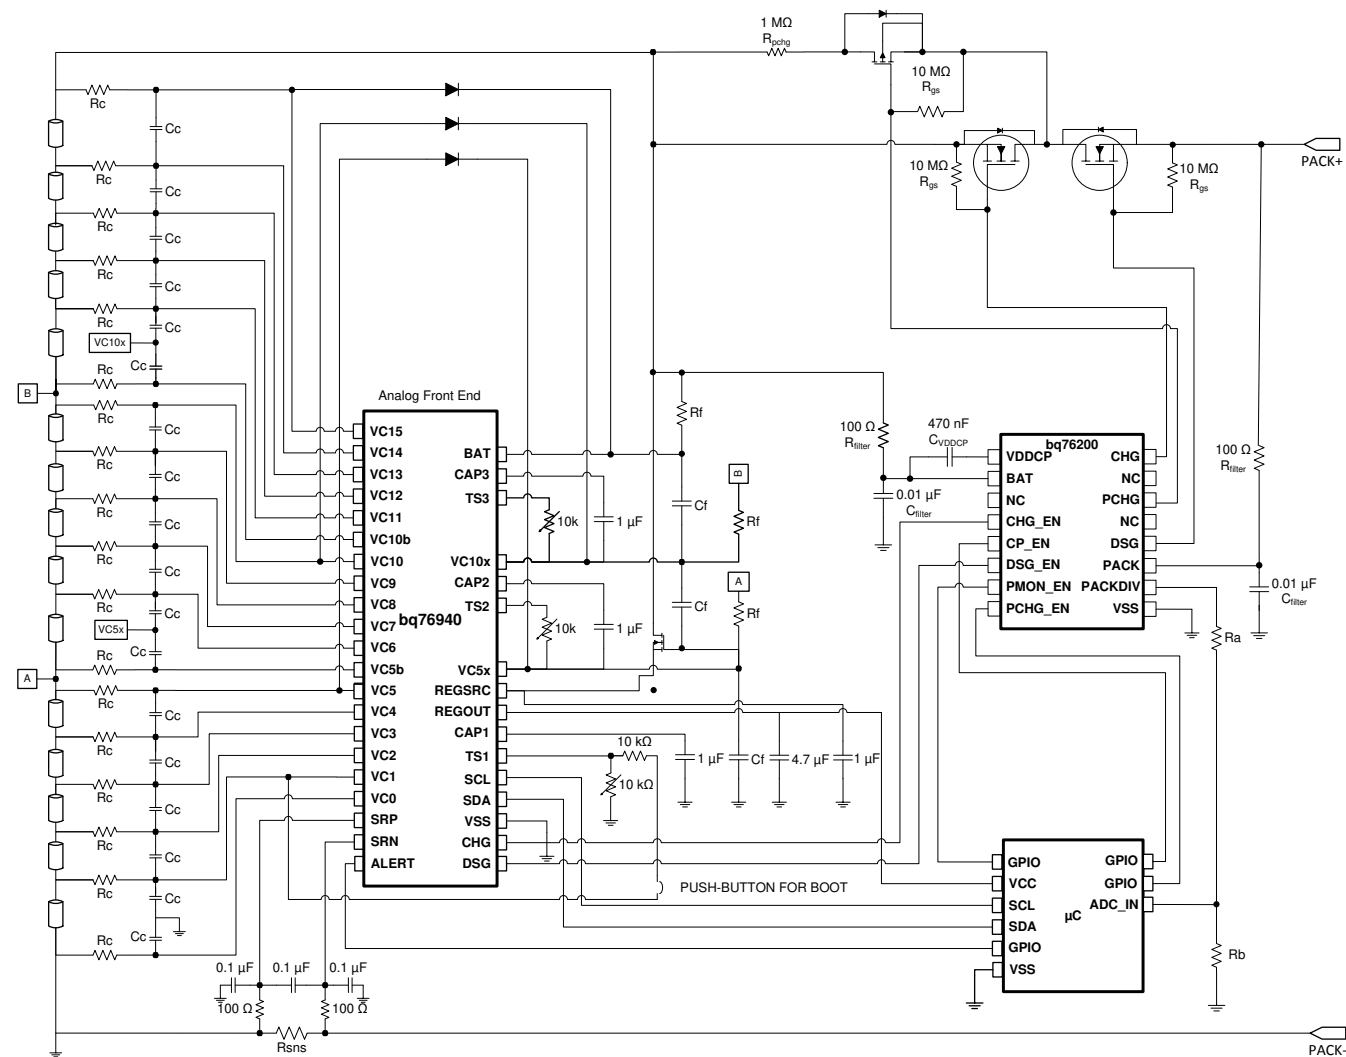 1 MΩ
Rpchg
10 MΩ
Rgs
10 MΩ
Rgs
10 MΩ
Rgs
PACK+
Rc
Cc
Rc
Cc
Rc
Cc
Rc
Cc
Rc
Cc
VC10x
Cc
Rc
B
Rc
Cc
Rc
Cc
Rc
Cc
Rc
Cc
Rc
Cc
VC5x
Cc
Rc
A
Rc
Cc
Rc
Cc
Rc
Cc
Rc
Cc
Rc
Cc
Cc
Rc
Analog Front End
bq76940
VC15
VC14
VC13
VC12
VC11
VC10b
VC10
VC9
VC8
VC7
VC6
VC5b
VC5
VC4
VC3
VC2
VC1
VC0
SRP
SRN
ALERT
BAT
CAP3
TS3
VC10x
CAP2
TS2
VC5x
REGSRC
REGOUT
CAP1
TS1
SCL
SDA
VSS
CHG
DSG
10k
1 µF
10k
1 µF
Rf
Cf
B
Rf
A
Cf
Rf
10 kΩ
10 kΩ
1 µF
Cf
4.7 µF
1 µF
PUSH-BUTTON FOR BOOT
100 Ω
Rfilter
470 nF
CVDDCP
0.01 µF
Cfilter
bq76200
VDDCP
BAT
NC
CHG_EN
CP_EN
DSG_EN
PMON_EN
PCHG_EN
CHG
NC
PCHG
NC
DSG
PACK
PACKDIV
VSS
100 Ω
Rfilter
0.01 µF
Cfilter
Ra
Rb
GPIO
VCC
SCL
SDA
GPIO
VSS
µC
GPIO
GPIO
ADC_IN
0.1 µF
0.1 µF
0.1 µF
100 Ω
100 Ω
Rsns
PACK-